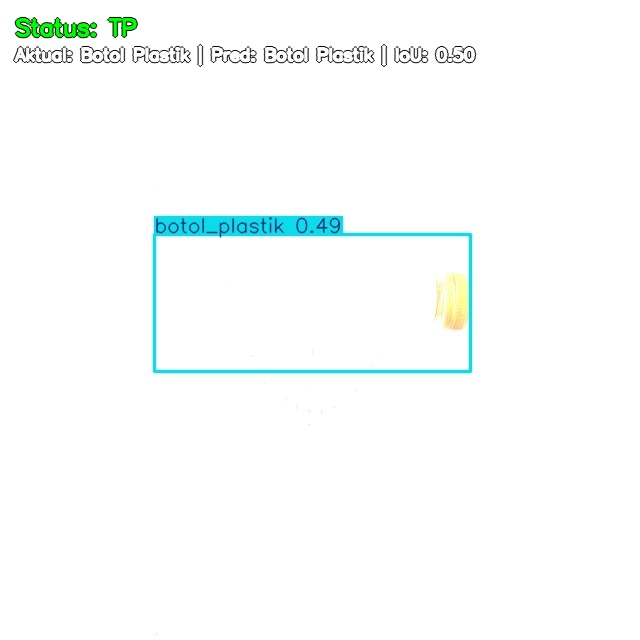 Status: TP
Aktual: Botol Plastik | Pred: Botol Plastik | IoU: 0.50
botol_plastik 0.49